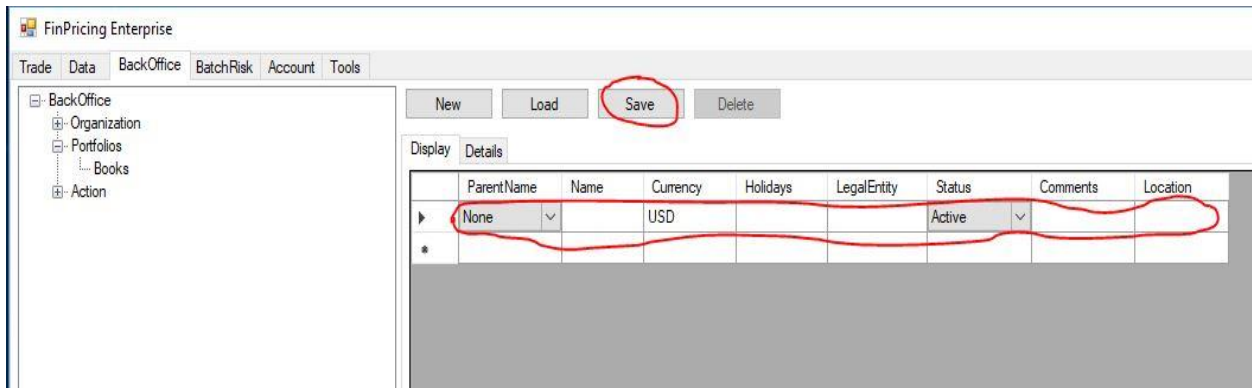 FinPricing Enterprise
Trade Data BackOffice BatchRisk Account Tools
BackOffice
Organization
Portfolios
Books
Action
New Load Save Delete
Display Details
ParentName Name Currency Holidays LegalEntity Status Comments Location
None USD Active